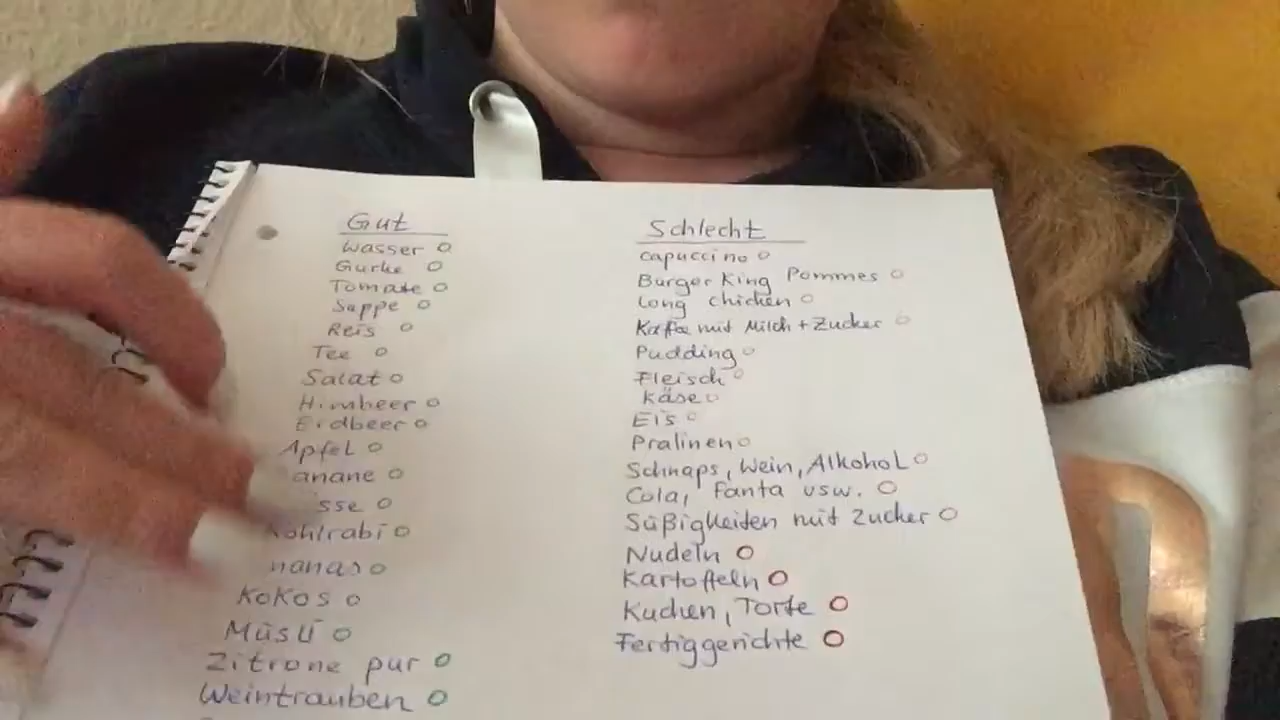 Gut
Wasser
Gurke
Tomate
Suppe
Reis
Tee
Salat
Himbeer
Erdbeer
Apfel
anane
sse
ohlrabi
nanas
Kokos
Müsli
Zitrone pur
Weintrauben
Schlecht
Capuccino
Burger King Pommes
Long chicken
Kaffee mit Milch + Zucker
Pudding
Fleisch
Käse
Eis
Pralinen
Schnaps, Wein, Alkohol
Cola, Fanta usw.
Süßigkeiten mit Zucker
Nudeln
Kartoffeln
Kuchen, Torte
Fertiggerichte